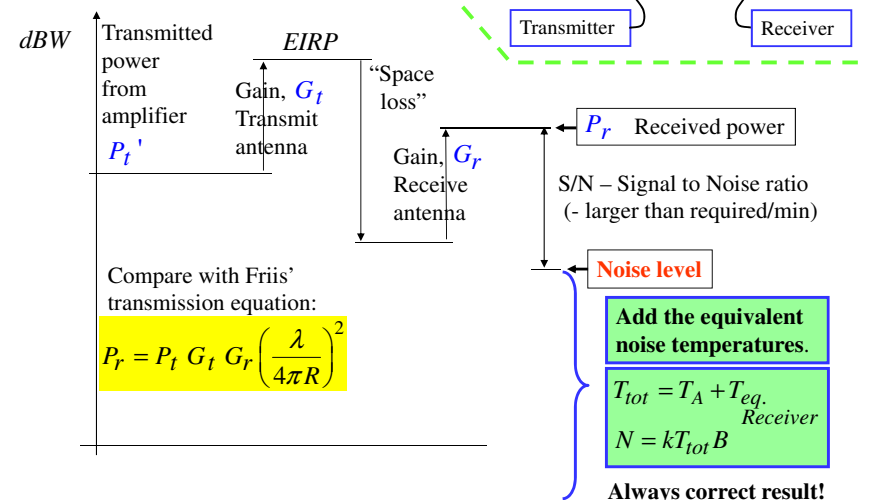 dBW
Transmitted
power
from
amplifier
P_t '
EIRP
Gain, G_t
Transmit
antenna
“Space
loss”
Gain, G_r
Receive
antenna
Transmitter
Receiver
P_r Received power
S/N – Signal to Noise ratio
(- larger than required/min)
Noise level
Compare with Friis’
transmission equation:
P_r = P_t G_t G_r (λ / 4πR)^2
Add the equivalent
noise temperatures.
T_tot = T_A + T_eq.
Receiver
N = kT_tot B
Always correct result!